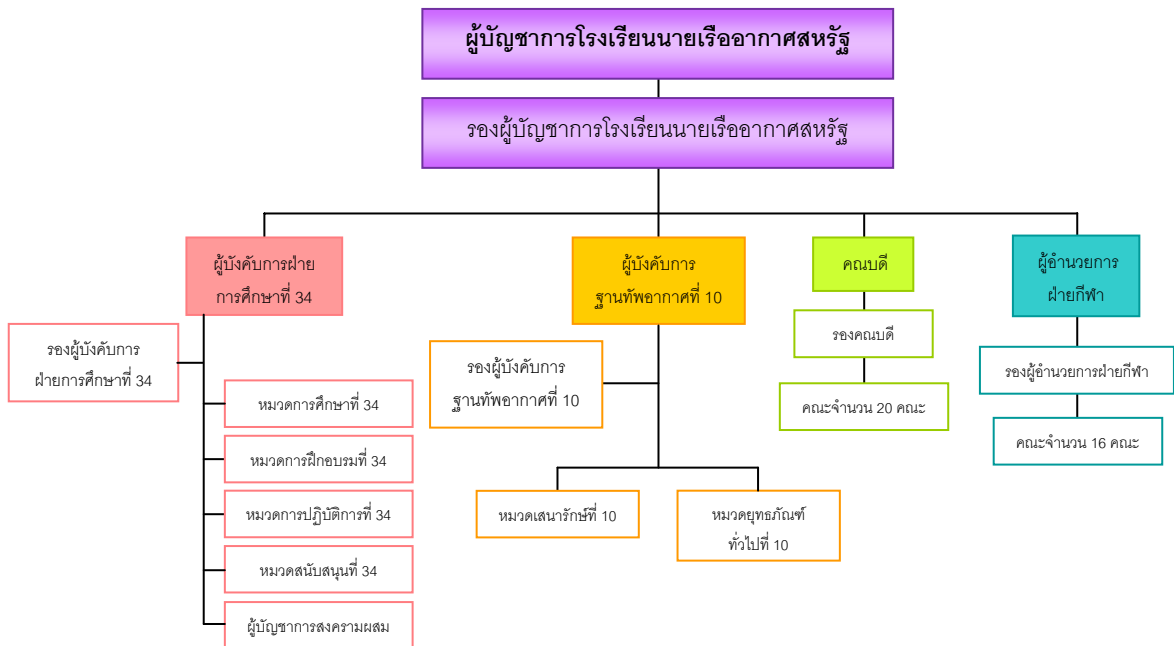 ผู้บัญชาการโรงเรียนนายเรืออากาศสหรัฐ
รองผู้บัญชาการโรงเรียนนายเรืออากาศสหรัฐ
ผู้บังคับการฝ่าย
การศึกษาที่ 34
ผู้บังคับการ
ฐานทัพอากาศที่ 10
คณบดี
ผู้อำนวยการ
ฝ่ายกีฬา
รองผู้บังคับการ
ฝ่ายการศึกษาที่ 34
หมวดการศึกษาที่ 34
หมวดการฝึกอบรมที่ 34
หมวดการปฏิบัติการที่ 34
หมวดสนับสนุนที่ 34
ผู้บัญชาการสงครามผสม
รองผู้บังคับการ
ฐานทัพอากาศที่ 10
หมวดเสนารักษ์ที่ 10
หมวดยุทธภัณฑ์
ทั่วไปที่ 10
รองคณบดี
คณะจำนวน 20 คณะ
รองผู้อำนวยการฝ่ายกีฬา
คณะจำนวน 16 คณะ